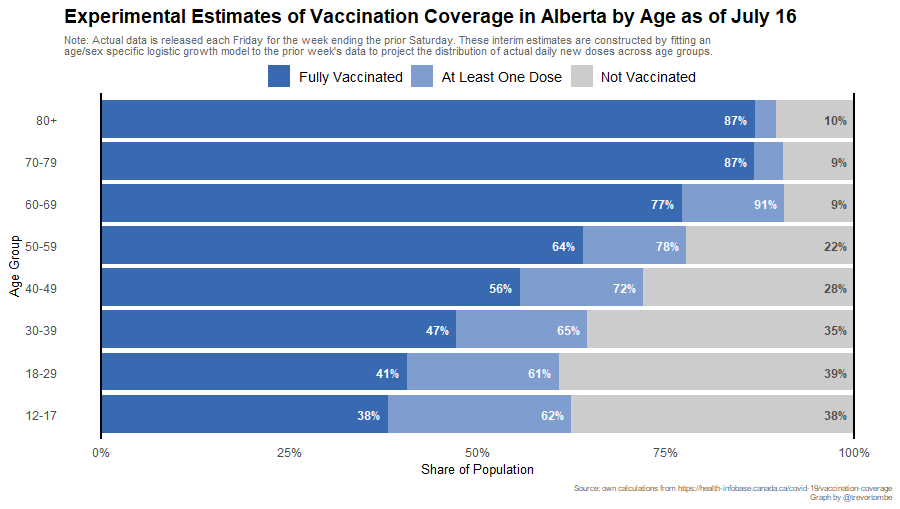 Experimental Estimates of Vaccination Coverage in Alberta by Age as of July 16
Note: Actual data is released each Friday for the week ending the prior Saturday. These interim estimates are constructed by fitting an
age/sex specific logistic growth model to the prior week's data to project the distribution of actual daily new doses across age groups.
Fully Vaccinated At Least One Dose Not Vaccinated
80+ 87% 10%
70-79 87% 9%
60-69 77% 91% 9%
50-59 64% 78% 22%
40-49 56% 72% 28%
30-39 47% 65% 35%
18-29 41% 61% 39%
12-17 38% 62% 38%
Age Group
0% 25% 50% 75% 100%
Share of Population
Source: own calculations from https://health-infobase.canada.ca/covid-19/vaccination-coverage
Graph by @trevortombe